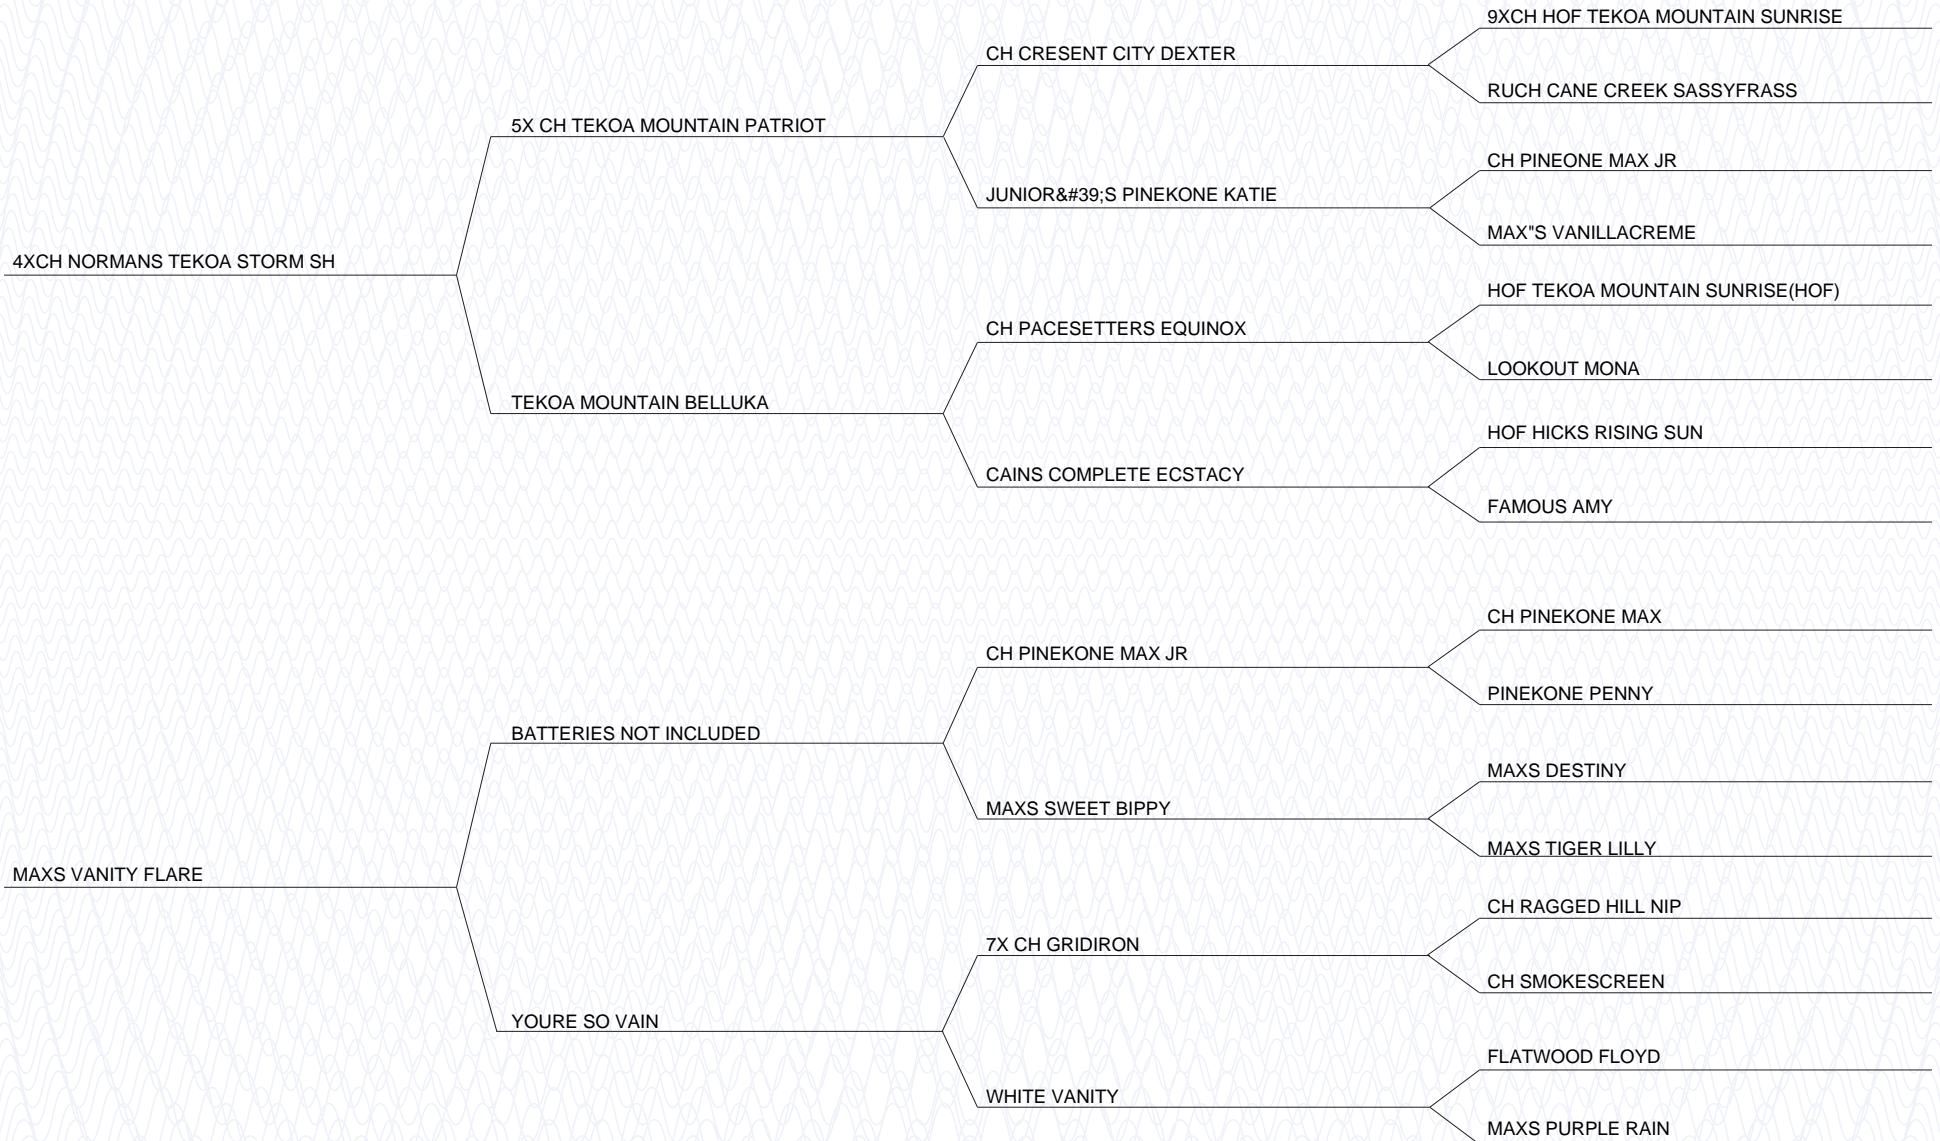 9XCH HOF TEKOA MOUNTAIN SUNRISE
CH CRESENT CITY DEXTER
RUCH CANE CREEK SASSYFRASS
5X CH TEKOA MOUNTAIN PATRIOT
CH PINEONE MAX JR
JUNIOR&#39;S PINEKONE KATIE
MAX"S VANILLACREME
4XCH NORMANS TEKOA STORM SH
HOF TEKOA MOUNTAIN SUNRISE(HOF)
CH PACESETTERS EQUINOX
LOOKOUT MONA
TEKOA MOUNTAIN BELLUKA
HOF HICKS RISING SUN
CAINS COMPLETE ECSTACY
FAMOUS AMY
CH PINEKONE MAX
CH PINEKONE MAX JR
PINEKONE PENNY
BATTERIES NOT INCLUDED
MAXS DESTINY
MAXS SWEET BIPPY
MAXS TIGER LILLY
MAXS VANITY FLARE
CH RAGGED HILL NIP
7X CH GRIDIRON
CH SMOKESCREEN
YOURE SO VAIN
FLATWOOD FLOYD
WHITE VANITY
MAXS PURPLE RAIN